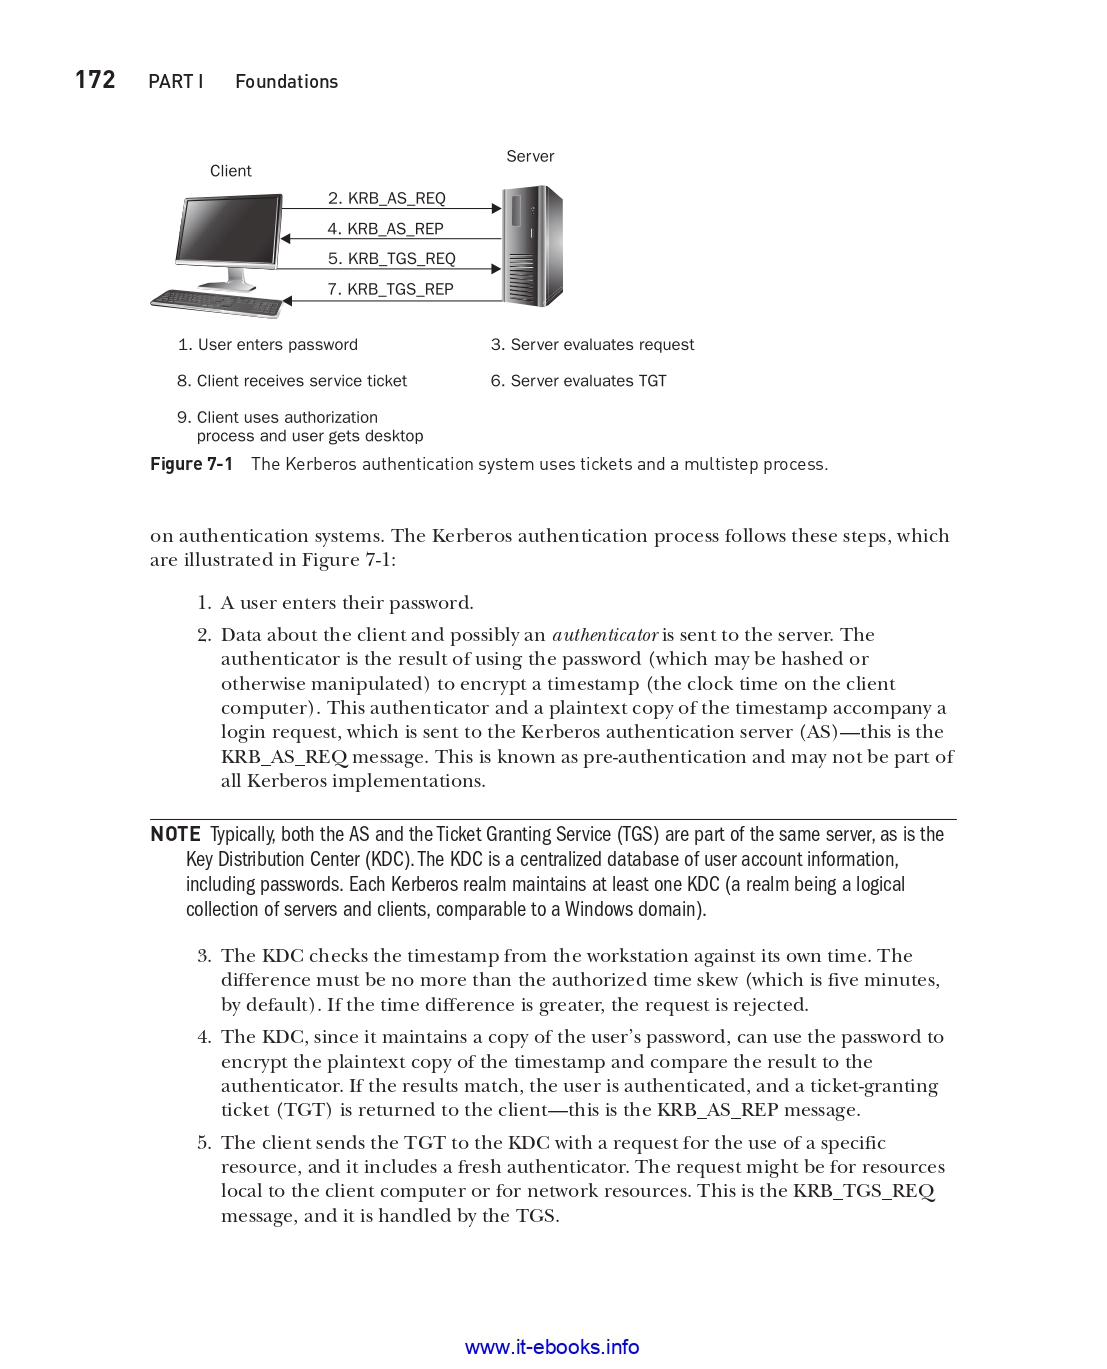 172 PART I Foundations
Server
Client
2. KRB_AS_REQ
4. KRB_AS_REP
5. KRB_TGS_REQ
7. KRB_TGS_REP
1. User enters password
3. Server evaluates request
8. Client receives service ticket
6. Server evaluates TGT
9. Client uses authorization
process and user gets desktop
Figure 7-1 The Kerberos authentication system uses tickets and a multistep process.
on authentication systems. The Kerberos authentication process follows these steps, which
are illustrated in Figure 7-1:
1. A user enters their password.
2. Data about the client and possibly an authenticator is sent to the server. The
authenticator is the result of using the password (which may be hashed or
otherwise manipulated) to encrypt a timestamp (the clock time on the client
computer). This authenticator and a plaintext copy of the timestamp accompany a
login request, which is sent to the Kerberos authentication server (AS)—this is the
KRB_AS_REQ message. This is known as pre-authentication and may not be part of
all Kerberos implementations.
NOTE Typically, both the AS and the Ticket Granting Service (TGS) are part of the same server, as is the
Key Distribution Center (KDC). The KDC is a centralized database of user account information,
including passwords. Each Kerberos realm maintains at least one KDC (a realm being a logical
collection of servers and clients, comparable to a Windows domain).
3. The KDC checks the timestamp from the workstation against its own time. The
difference must be no more than the authorized time skew (which is five minutes,
by default). If the time difference is greater, the request is rejected.
4. The KDC, since it maintains a copy of the user's password, can use the password to
encrypt the plaintext copy of the timestamp and compare the result to the
authenticator. If the results match, the user is authenticated, and a ticket-granting
ticket (TGT) is returned to the client—this is the KRB_AS_REP message.
5. The client sends the TGT to the KDC with a request for the use of a specific
resource, and it includes a fresh authenticator. The request might be for resources
local to the client computer or for network resources. This is the KRB_TGS_REQ
message, and it is handled by the TGS.
www.it-ebooks.info